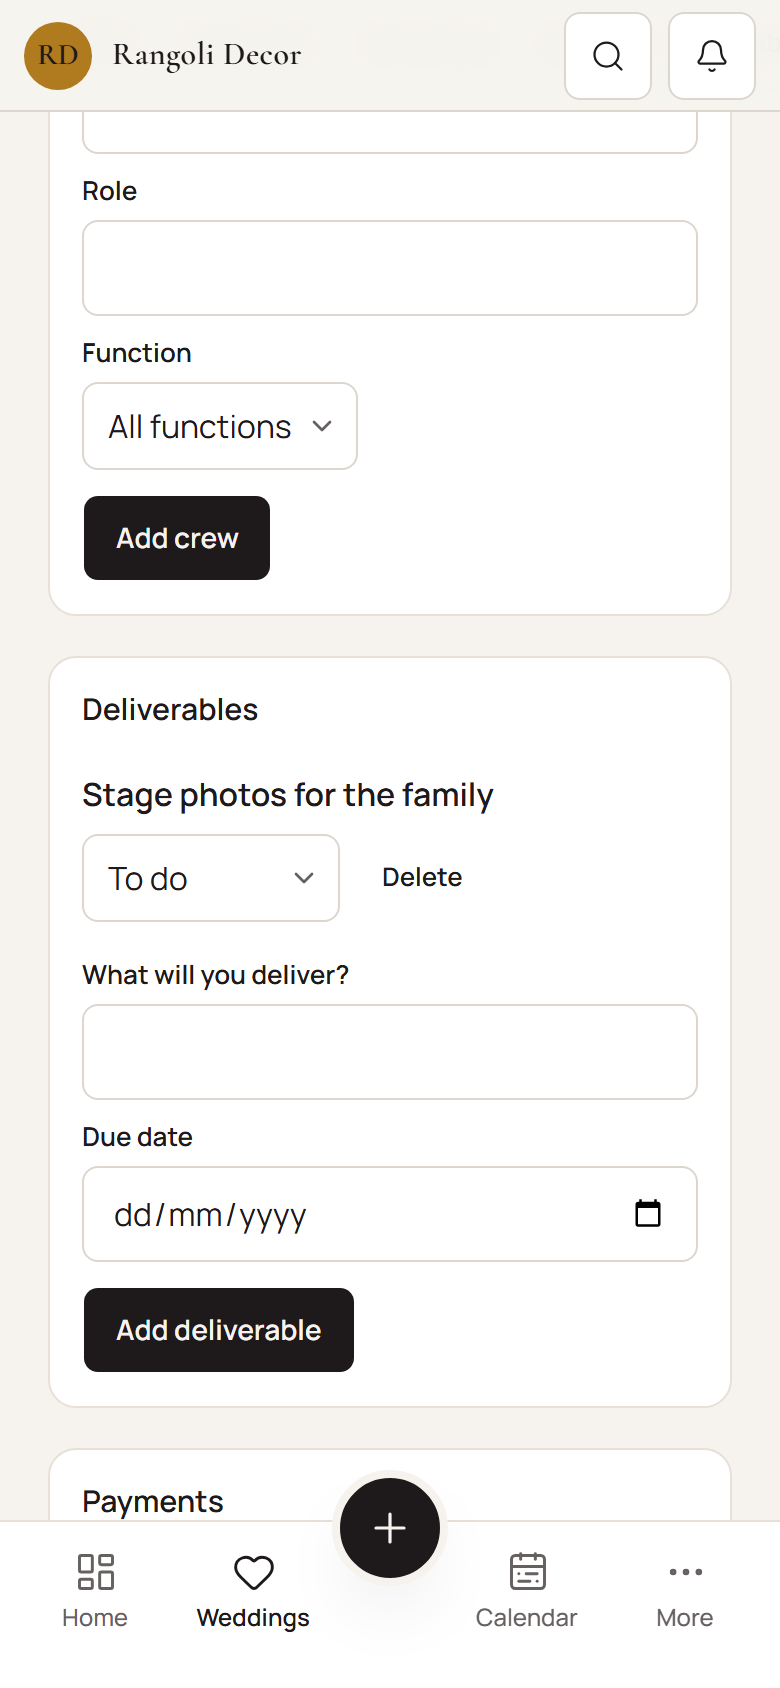 RD Rangoli Decor
Role
Function
All functions
Add crew
Deliverables
Stage photos for the family
To do Delete
What will you deliver?
Due date
dd/mm/yyyy
Add deliverable
Payments
Home Weddings Calendar More